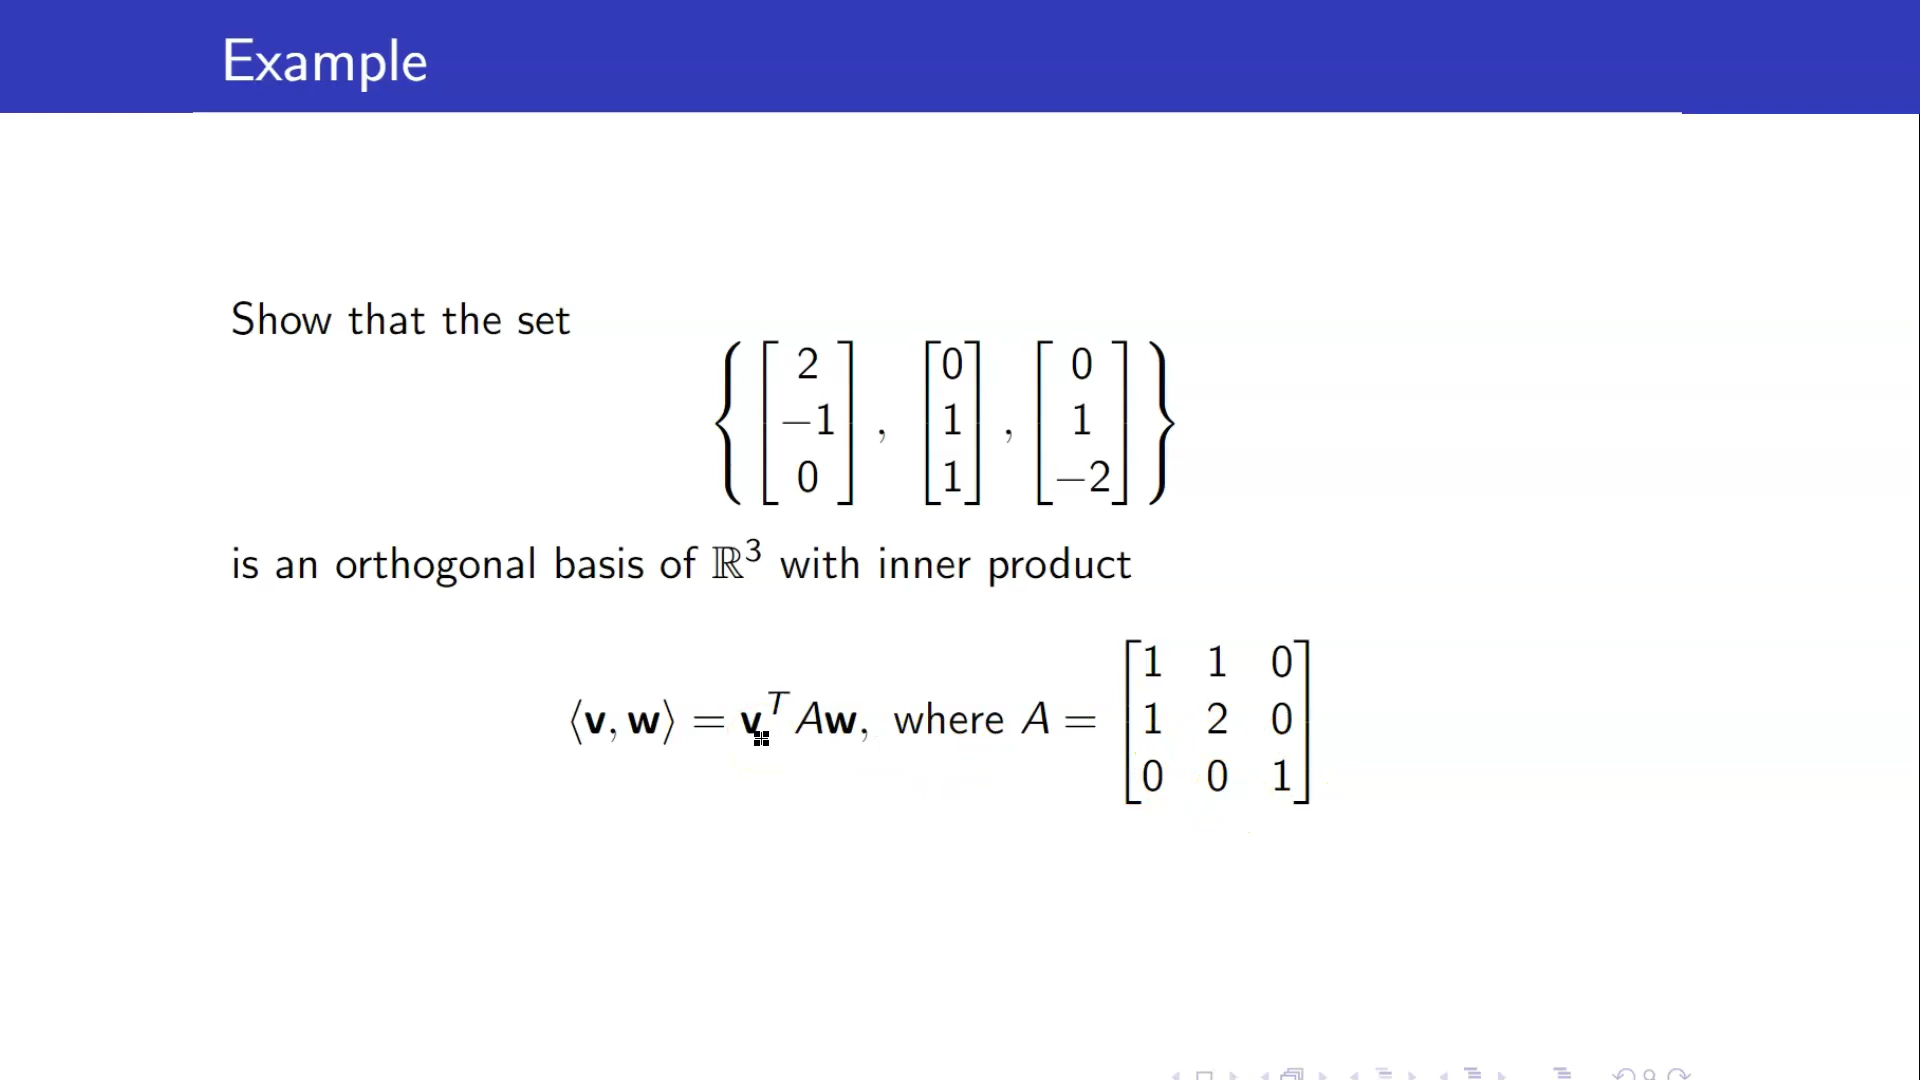 Example
Show that the set
{ [2 −1 0], [0 1 1], [0 1 −2] }
is an orthogonal basis of ℝ³ with inner product
⟨v, w⟩ = vᵀAw, where A = [1 1 0; 1 2 0; 0 0 1]